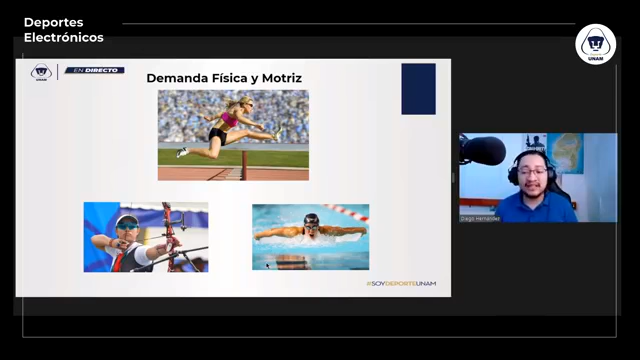 Deportes
Electrónicos
UNAM
UNAM
EN DIRECTO
Demanda Física y Motriz
Diego Hernández
#SOYDEPORTEUNAM